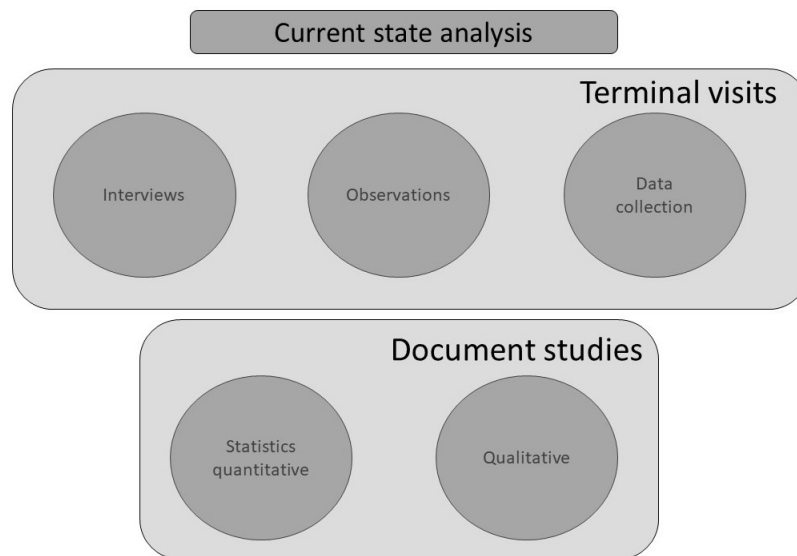 Current state analysis
Terminal visits
Interviews
Observations
Data
collection
Document studies
Statistics
quantitative
Qualitative